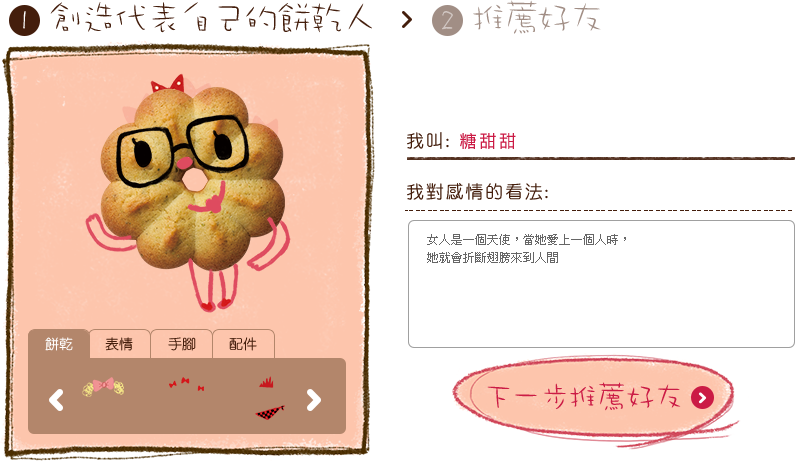 1 創造代表自己的餅乾人
2 推薦好友
我叫: 糖甜甜
我對感情的看法:
女人是一個天使，當她愛上一個人時，
她就會折斷翅膀來到人間
餅乾 表情 手腳 配件
下一步推薦好友